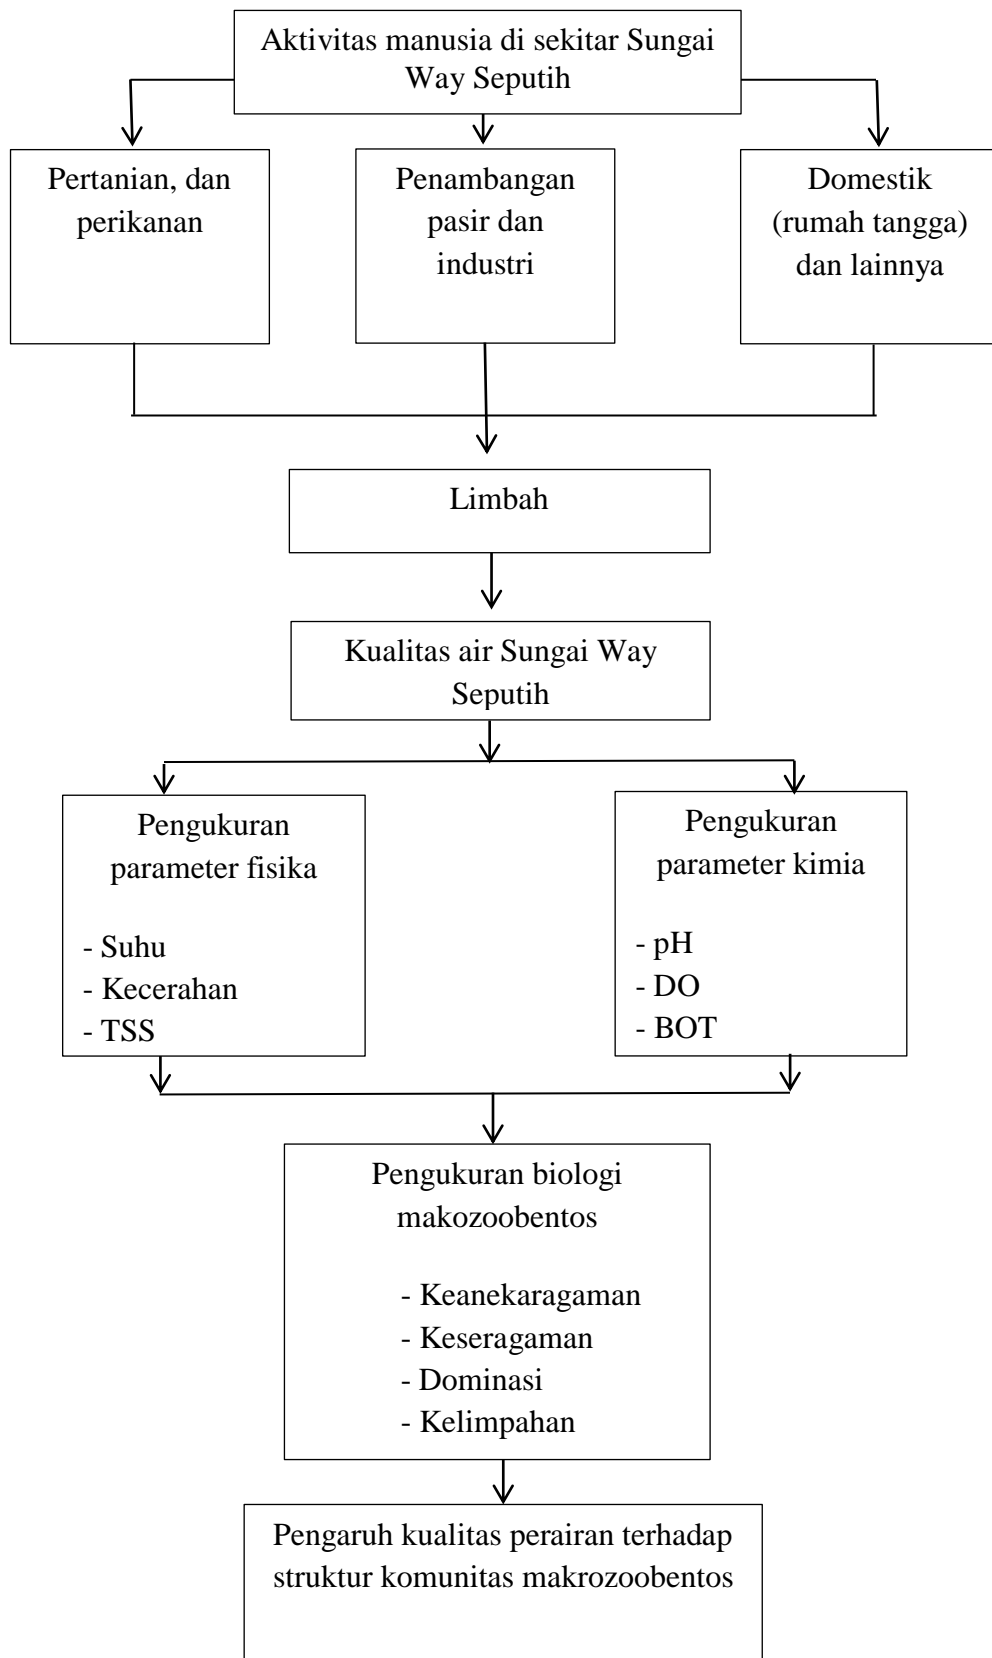 Aktivitas manusia di sekitar Sungai
Way Seputih
Pertanian, dan
perikanan
Penambangan
pasir dan
industri
Domestik
(rumah tangga)
dan lainnya
Limbah
Kualitas air Sungai Way
Seputih
Pengukuran
parameter fisika
- Suhu
- Kecerahan
- TSS
Pengukuran
parameter kimia
- pH
- DO
- BOT
Pengukuran biologi
makozoobentos
- Keanekaragaman
- Keseragaman
- Dominasi
- Kelimpahan
Pengaruh kualitas perairan terhadap
struktur komunitas makrozoobentos